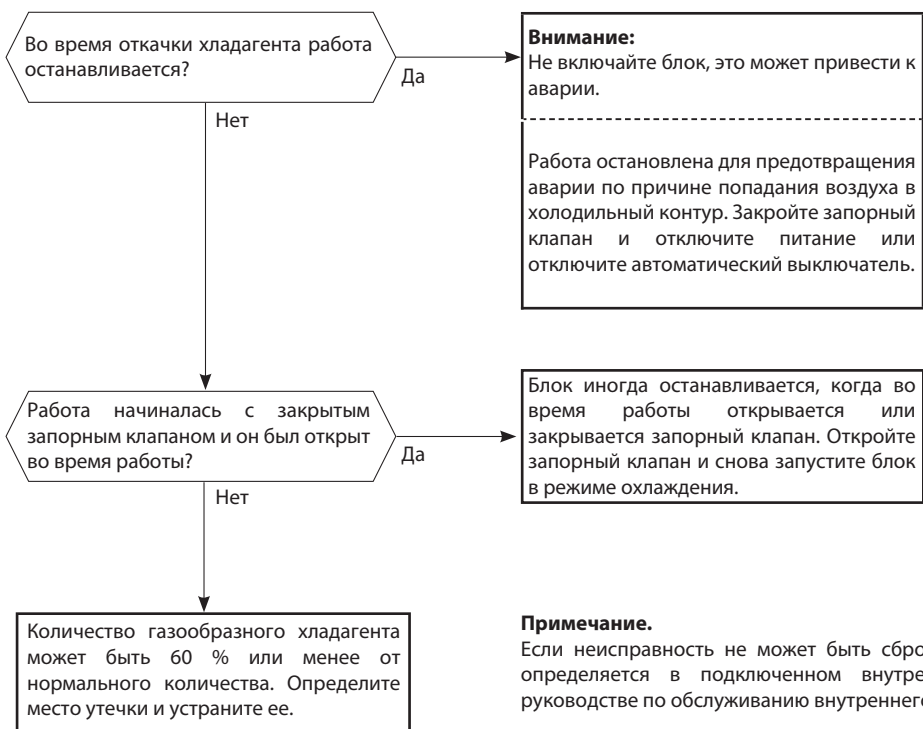 Во время откачки хладагента работа
останавливается?
Да
Нет
Внимание:
Не включайте блок, это может привести к
аварии.
Работа остановлена для предотвращения
аварии по причине попадания воздуха в
холодильный контур. Закройте запорный
клапан и отключите питание или
отключите автоматический выключатель.
Работа начиналась с закрытым
запорным клапаном и он был открыт
во время работы?
Да
Нет
Блок иногда останавливается, когда во
время работы открывается или
закрывается запорный клапан. Откройте
запорный клапан и снова запустите блок
в режиме охлаждения.
Количество газообразного хладагента
может быть 60 % или менее от
нормального количества. Определите
место утечки и устраните ее.
Примечание.
Если неисправность не может быть сбро
определяется в подключенном внутре
руководстве по обслуживанию внутреннег